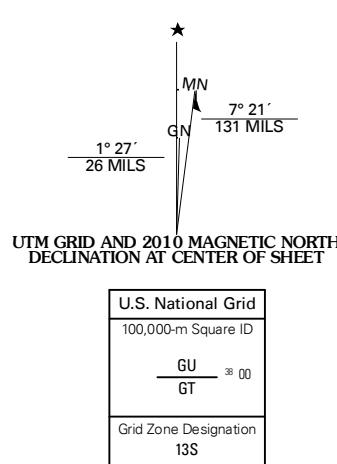 ★
MN
GN
7° 21´
131 MILS
1° 27´
26 MILS
UTM GRID AND 2010 MAGNETIC NORTH
DECLINATION AT CENTER OF SHEET
U.S. National Grid
100,000-m Square ID
GU
38 00
GT
Grid Zone Designation
13S